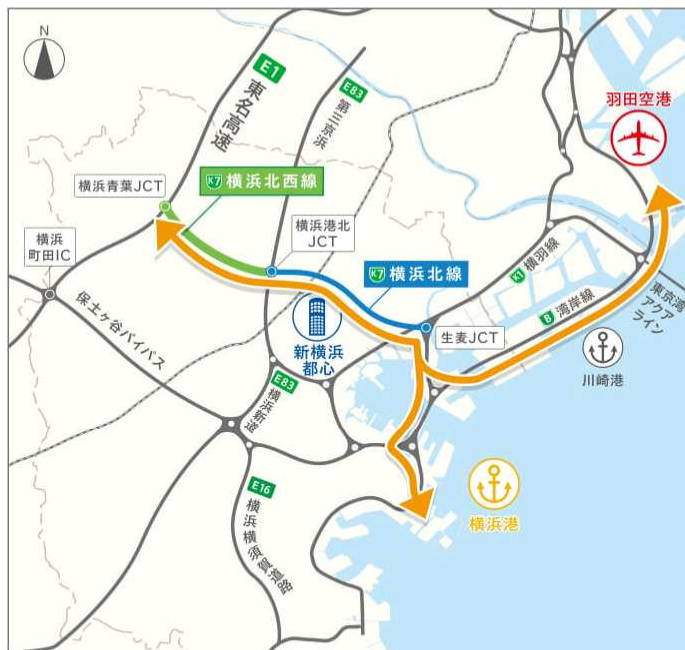 N
E1
東名高速
E83
第三京浜
羽田空港
横浜青葉JCT
K7 横浜北西線
横浜
町田IC
横浜港北
JCT
K7 横浜北線
K1
横羽線
保土ヶ谷バイパス
新横浜
都心
生麦JCT
B
湾岸線
東京湾
アクア
ライン
川崎港
E83
横浜新道
E16
横浜横須賀道路
横浜港